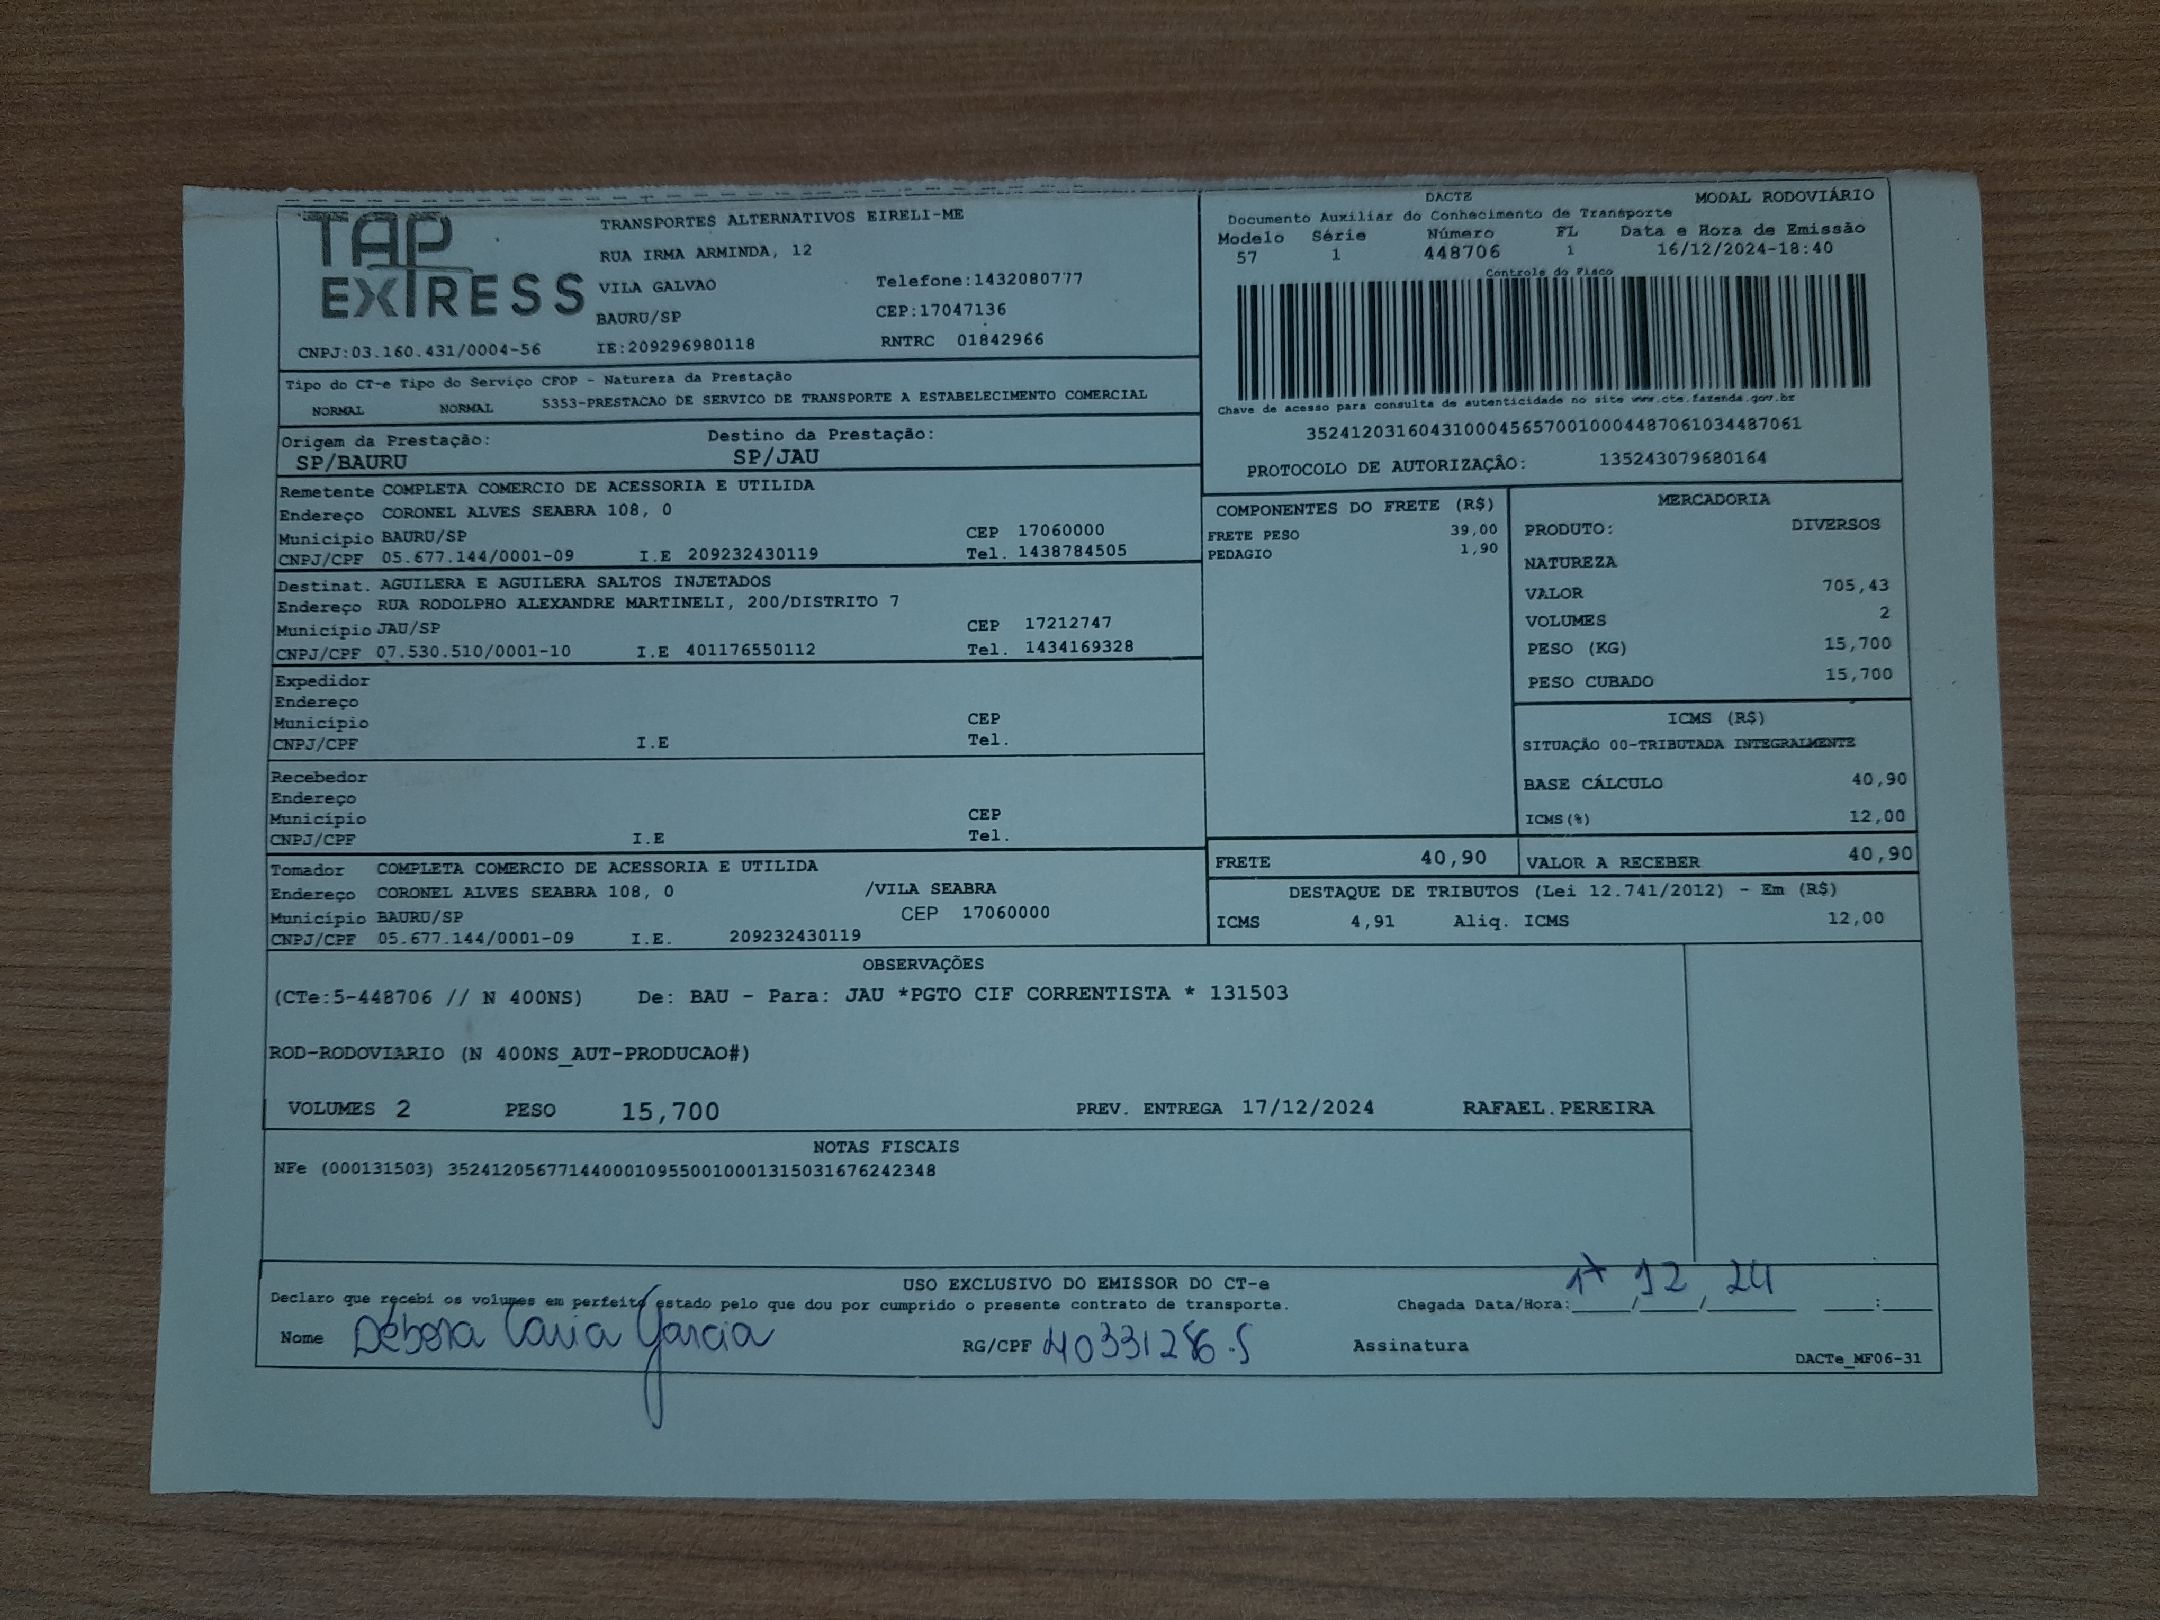 TAP
EXPRESS
TRANSPORTES ALTERNATIVOS EIRELI-ME
RUA IRMA ARMINDA, 12
VILA GALVAO Telefone:1432080777
BAURU/SP CEP:17047136
CNPJ:03.160.431/0004-56 IE:209296980118 RNTRC 01842966
DACTE MODAL RODOVIÁRIO
Documento Auxiliar do Conhecimento de Transporte
Modelo Série Número FL Data e Hora de Emissão
57 1 448706 1 16/12/2024-18:40
Controle do Fisco
Chave de acesso para consulta de autenticidade no site www.cte.fazenda.gov.br
35241203160431000456570010004487061034487061
PROTOCOLO DE AUTORIZAÇÃO: 135243079680164
Tipo do CT-e Tipo do Serviço CFOP - Natureza da Prestação
NORMAL NORMAL 5353-PRESTACAO DE SERVICO DE TRANSPORTE A ESTABELECIMENTO COMERCIAL
Origem da Prestação: Destino da Prestação:
SP/BAURU SP/JAU
Remetente COMPLETA COMERCIO DE ACESSORIA E UTILIDA
Endereço CORONEL ALVES SEABRA 108, 0
Município BAURU/SP CEP 17060000
CNPJ/CPF 05.677.144/0001-09 I.E 209232430119 Tel. 1438784505
Destinat. AGUILERA E AGUILERA SALTOS INJETADOS
Endereço RUA RODOLPHO ALEXANDRE MARTINELI, 200/DISTRITO 7
Município JAU/SP CEP 17212747
CNPJ/CPF 07.530.510/0001-10 I.E 401176550112 Tel. 1434169328
Expedidor
Endereço
Município CEP
CNPJ/CPF I.E Tel.
Recebedor
Endereço
Município CEP
CNPJ/CPF I.E Tel.
Tomador COMPLETA COMERCIO DE ACESSORIA E UTILIDA
Endereço CORONEL ALVES SEABRA 108, 0 /VILA SEABRA
Município BAURU/SP CEP 17060000
CNPJ/CPF 05.677.144/0001-09 I.E. 209232430119
COMPONENTES DO FRETE (R$)
FRETE PESO 39,00
PEDAGIO 1,90
MERCADORIA
PRODUTO: DIVERSOS
NATUREZA
VALOR 705,43
VOLUMES 2
PESO (KG) 15,700
PESO CUBADO 15,700
ICMS (R$)
SITUAÇÃO 00-TRIBUTADA INTEGRALMENTE
BASE CÁLCULO 40,90
ICMS(%) 12,00
FRETE 40,90 VALOR A RECEBER 40,90
DESTAQUE DE TRIBUTOS (Lei 12.741/2012) - Em (R$)
ICMS 4,91 Aliq. ICMS 12,00
OBSERVAÇÕES
(CTe:5-448706 // N 400NS) De: BAU - Para: JAU *PGTO CIF CORRENTISTA * 131503
ROD-RODOVIARIO (N 400NS_AUT-PRODUCAO#)
VOLUMES 2 PESO 15,700 PREV. ENTREGA 17/12/2024 RAFAEL.PEREIRA
NOTAS FISCAIS
NFe (000131503) 35241205677144000109550010001315031676242348
USO EXCLUSIVO DO EMISSOR DO CT-e
Declaro que recebi os volumes em perfeito estado pelo que dou por cumprido o presente contrato de transporte. Chegada Data/Hora: 17/12/24 :
Nome Débora Garcia RG/CPF Assinatura
DACTe_MF06-31